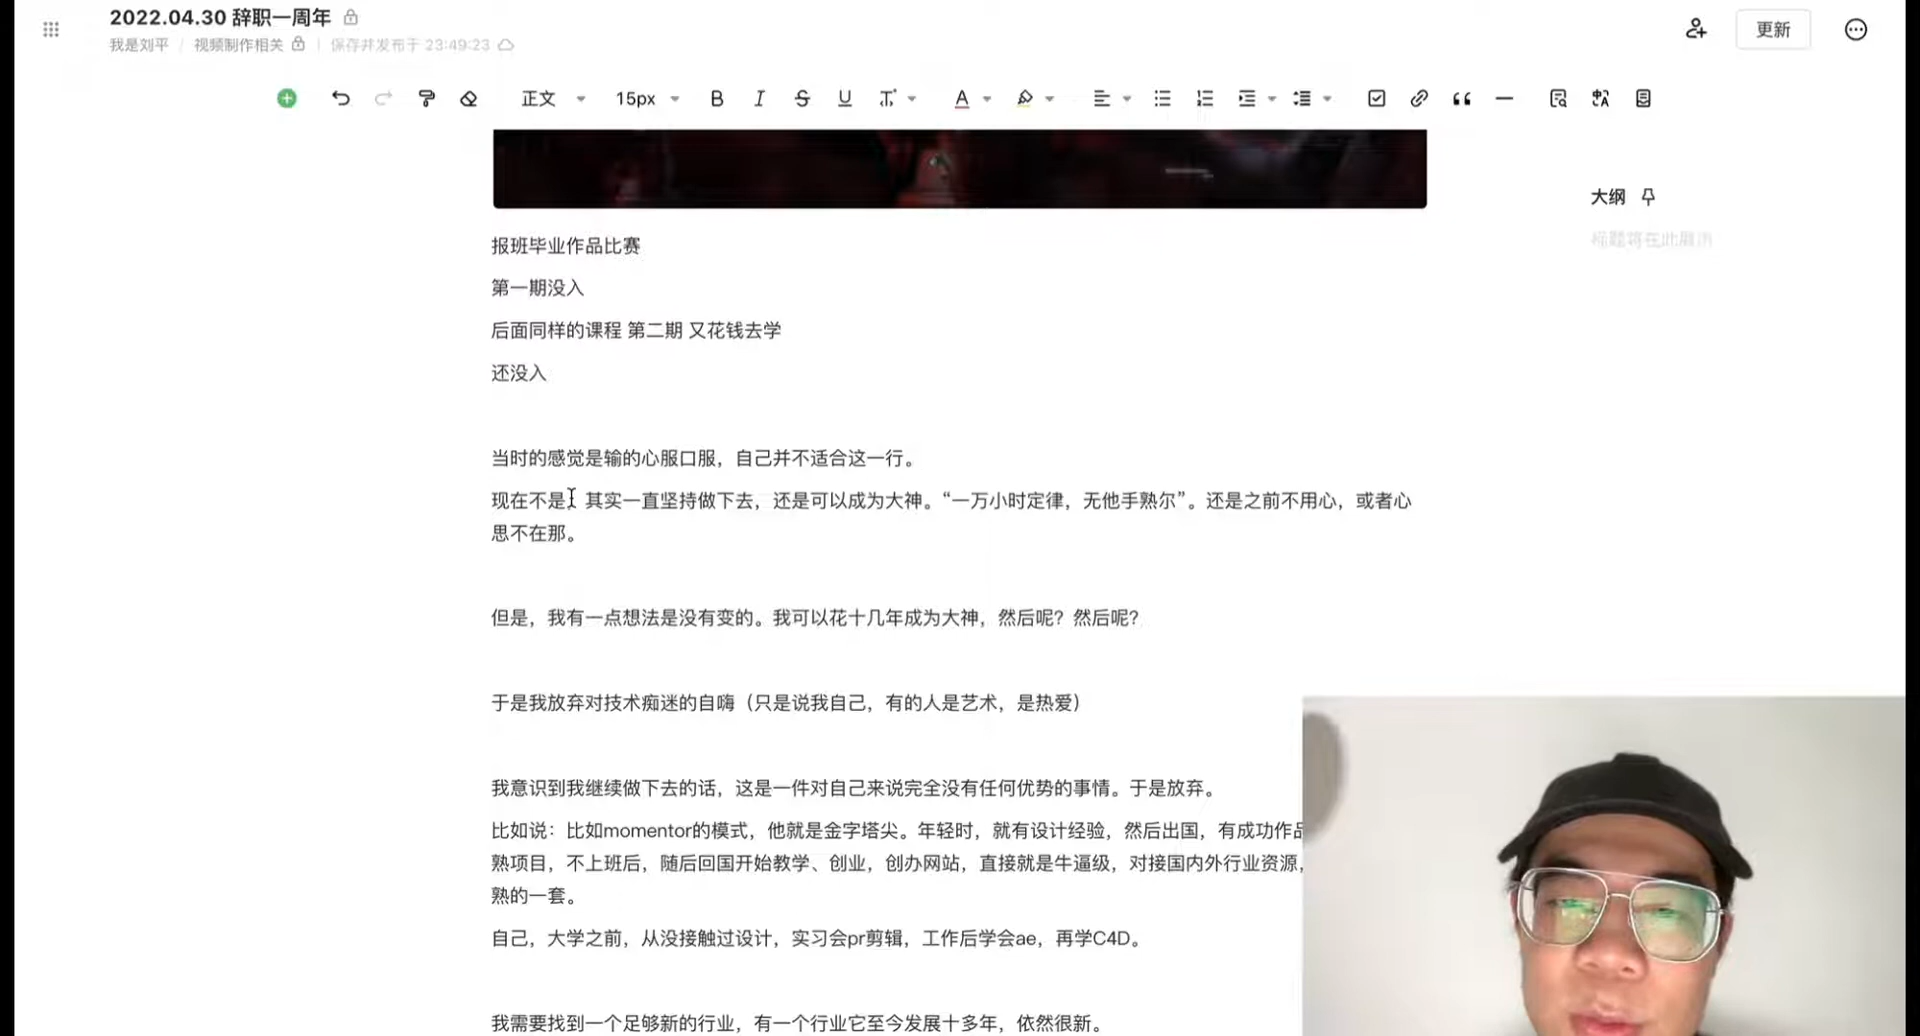 2022.04.30 辞职一周年
我是刘平 / 视频制作相关 | 保存并发布于 23:49:23
更新
正文 15px B I S U T A
大纲
标题将在此展示
报班毕业作品比赛
第一期没入
后面同样的课程 第二期 又花钱去学
还没入
当时的感觉是输的心服口服，自己并不适合这一行。
现在不是 其实一直坚持做下去，还是可以成为大神。“一万小时定律，无他手熟尔”。还是之前不用心，或者心
思不在那。
但是，我有一点想法是没有变的。我可以花十几年成为大神，然后呢？然后呢？
于是我放弃对技术痴迷的自嗨（只是说我自己，有的人是艺术，是热爱）
我意识到我继续做下去的话，这是一件对自己来说完全没有任何优势的事情。于是放弃。
比如说：比如momentor的模式，他就是金字塔尖。年轻时，就有设计经验，然后出国，有成功作品
熟项目，不上班后，随后回国开始教学、创业，创办网站，直接就是牛逼级，对接国内外行业资源，
熟的一套。
自己，大学之前，从没接触过设计，实习会pr剪辑，工作后学会ae，再学C4D。
我需要找到一个足够新的行业，有一个行业它至今发展十多年，依然很新。